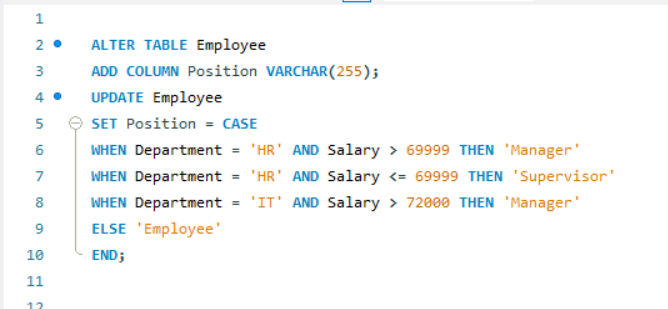 1
2 ALTER TABLE Employee
3 ADD COLUMN Position VARCHAR(255);
4 UPDATE Employee
5 SET Position = CASE
6 WHEN Department = 'HR' AND Salary > 69999 THEN 'Manager'
7 WHEN Department = 'HR' AND Salary <= 69999 THEN 'Supervisor'
8 WHEN Department = 'IT' AND Salary > 72000 THEN 'Manager'
9 ELSE 'Employee'
10 END;
11
12